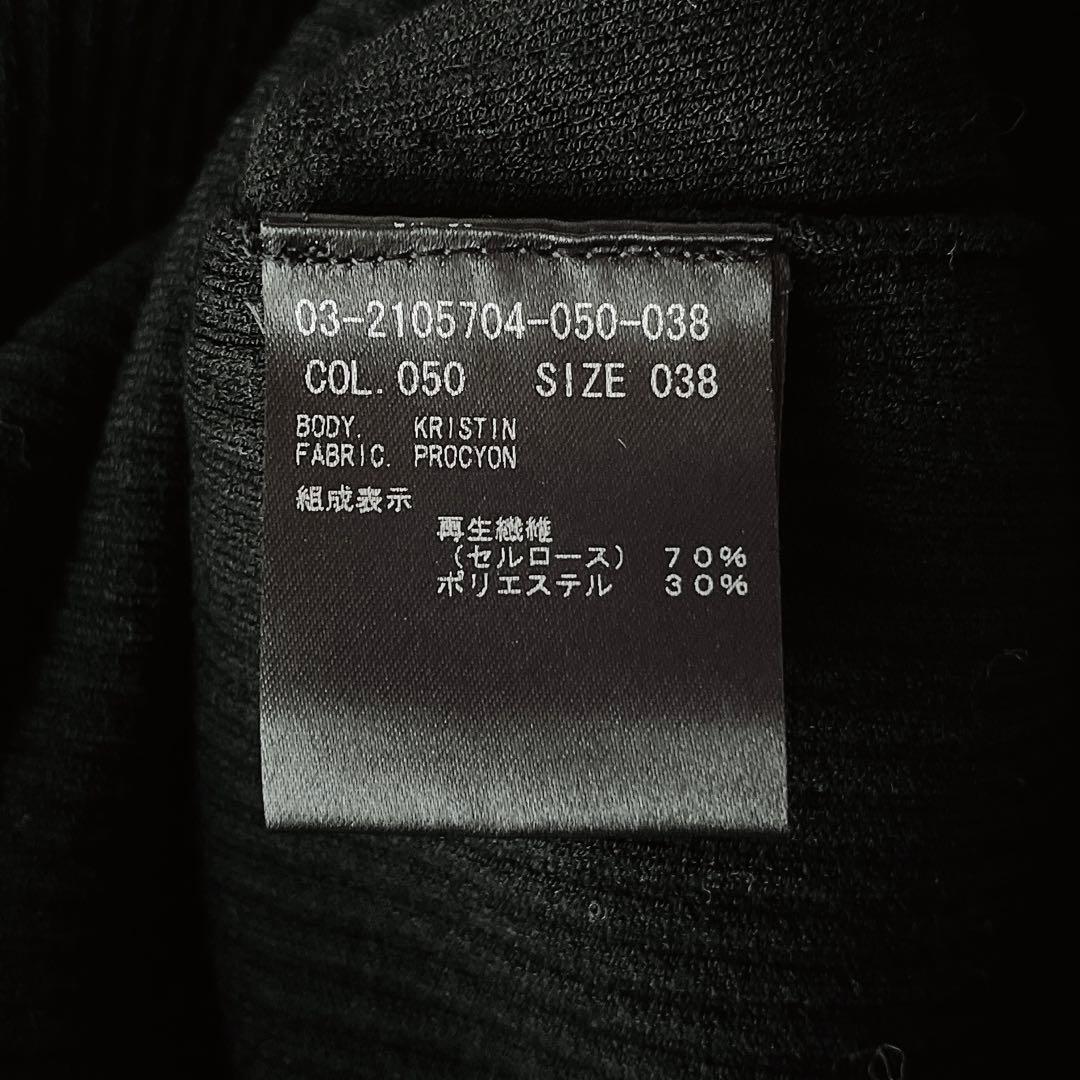 03-2105704-050-038
COL. 050 SIZE 038
BODY. KRISTIN
FABRIC. PROCYON
組成表示
再生繊維
(セルロース) 70%
ポリエステル 30%